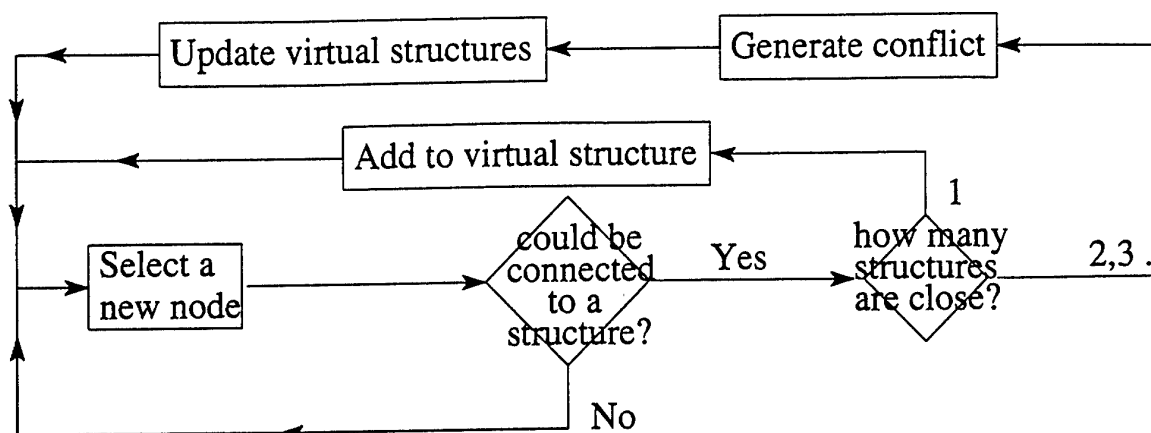 Update virtual structures
Generate conflict
Add to virtual structure
1
Select a
new node
could be
connected
to a
structure?
Yes
how many
structures
are close?
2,3 .
No